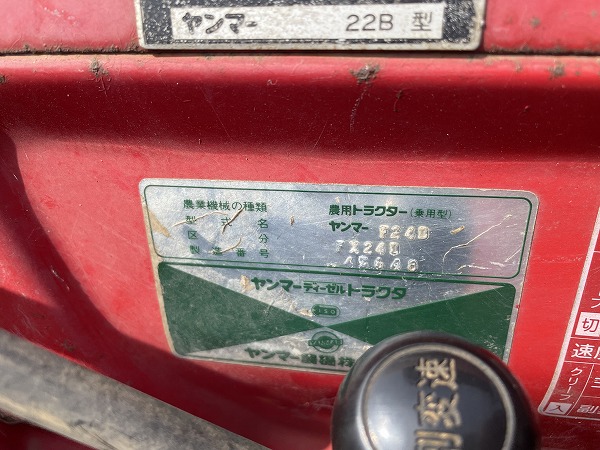 ヤンマー 22B 型
農業機械の種類 農用トラクター(乗用型)
型式名 ヤンマー F24D
区分 FX24D
製造番号
ヤンマーディーゼルトラクタ
ヤンマー農機株
副変速
切
速
クリープ
入
副